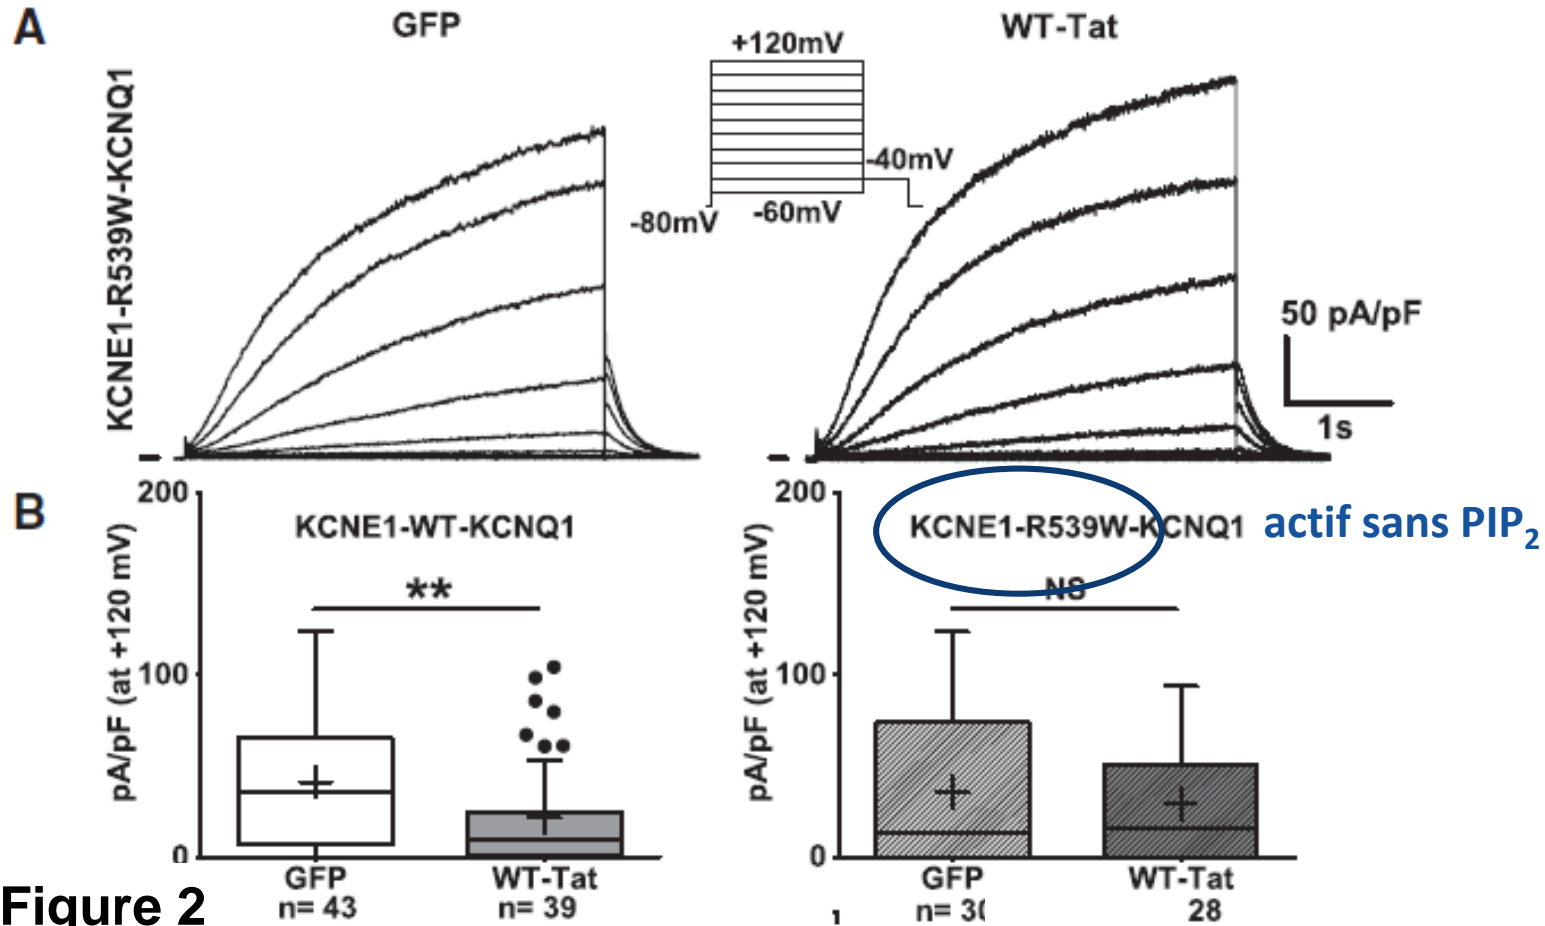 A
GFP
WT-Tat
KCNE1-R539W-KCNQ1
+120mV
-40mV
-80mV
-60mV
50 pA/pF
1s
B
pA/pF (at +120 mV)
200
100
0
KCNE1-WT-KCNQ1
**
GFP
n= 43
WT-Tat
n= 39
pA/pF (at +120 mV)
200
100
0
KCNE1-R539W-KCNQ1
actif sans PIP2
NS
GFP
n= 30
WT-Tat
28
Figure 2